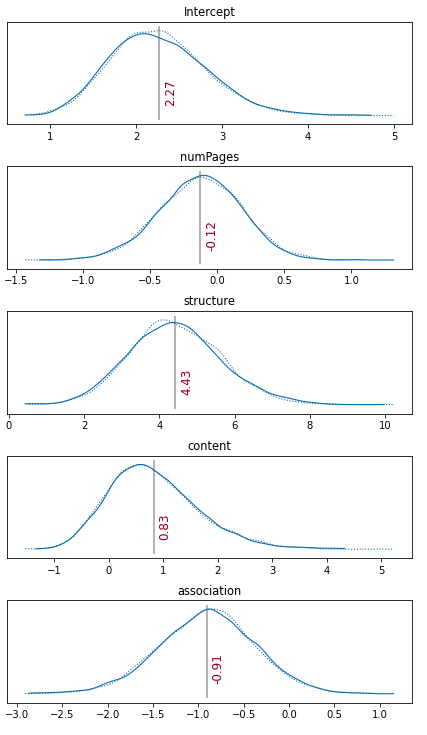 Intercept
2.27
1 2 3 4 5
numPages
-0.12
−1.5 −1.0 −0.5 0.0 0.5 1.0
structure
4.43
0 2 4 6 8 10
content
0.83
−1 0 1 2 3 4 5
association
-0.91
−3.0 −2.5 −2.0 −1.5 −1.0 −0.5 0.0 0.5 1.0